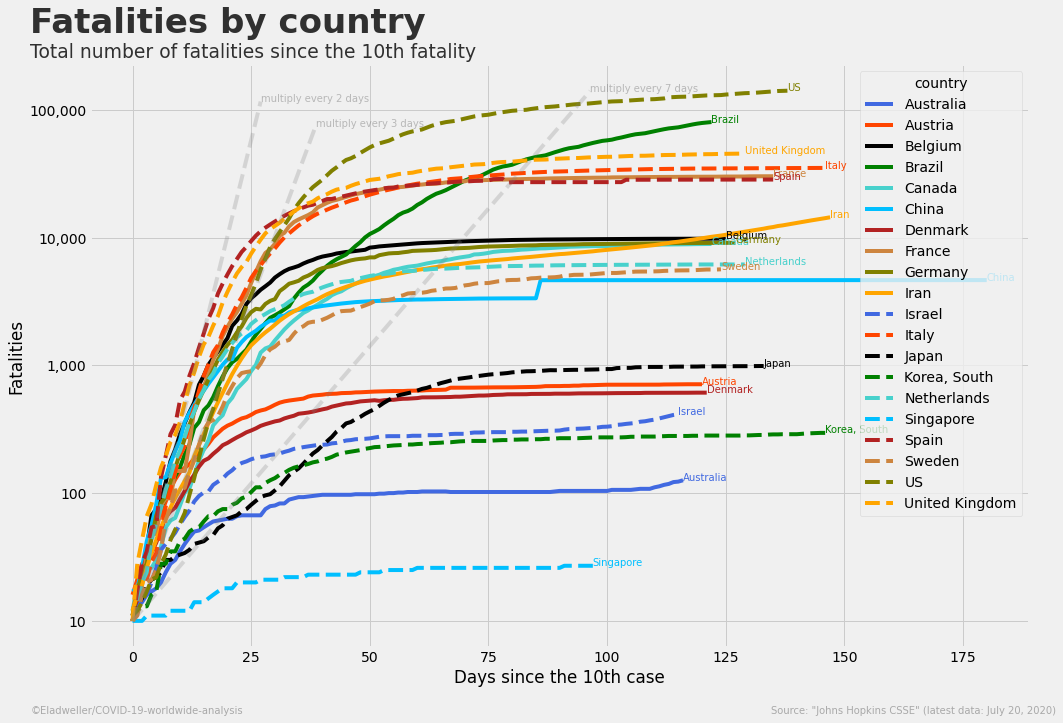 Fatalities by country
Total number of fatalities since the 10th fatality
multiply every 2 days
multiply every 3 days
multiply every 7 days
US
Brazil
United Kingdom
Italy
France
Spain
Iran
Belgium
Germany
Netherlands
Sweden
China
Japan
Austria
Denmark
Israel
Korea, South
Australia
Singapore
country
Australia
Austria
Belgium
Brazil
Canada
China
Denmark
France
Germany
Iran
Israel
Italy
Japan
Korea, South
Netherlands
Singapore
Spain
Sweden
US
United Kingdom
Fatalities
100,000
10,000
1,000
100
10
0 25 50 75 100 125 150 175
Days since the 10th case
©Eladweller/COVID-19-worldwide-analysis
Source: "Johns Hopkins CSSE" (latest data: July 20, 2020)